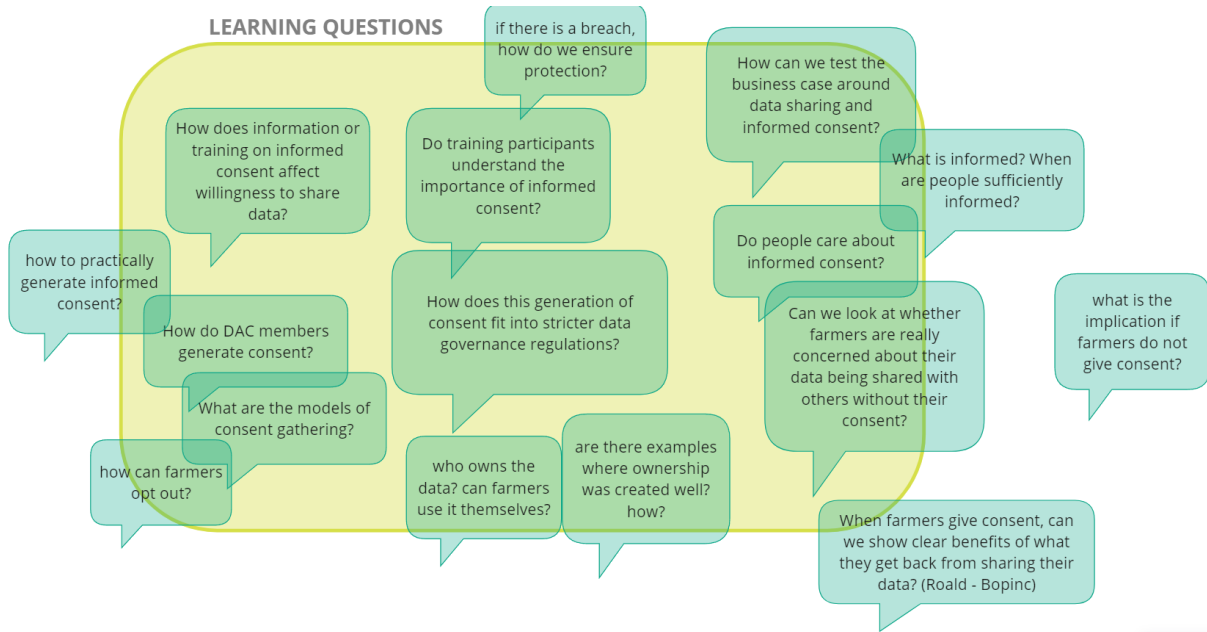 LEARNING QUESTIONS
if there is a breach,
how do we ensure
protection?
How can we test the
business case around
data sharing and
informed consent?
How does information or
training on informed
consent affect
willingness to share
data?
Do training participants
understand the
importance of informed
consent?
What is informed? When
are people sufficiently
informed?
Do people care about
informed consent?
how to practically
generate informed
consent?
How does this generation of
consent fit into stricter data
governance regulations?
How do DAC members
generate consent?
Can we look at whether
farmers are really
concerned about their
data being shared with
others without their
consent?
what is the
implication if
farmers do not
give consent?
What are the models of
consent gathering?
how can farmers
opt out?
who owns the
data? can farmers
use it themselves?
are there examples
where ownership
was created well?
how?
When farmers give consent, can
we show clear benefits of what
they get back from sharing their
data? (Roald - Bopinc)